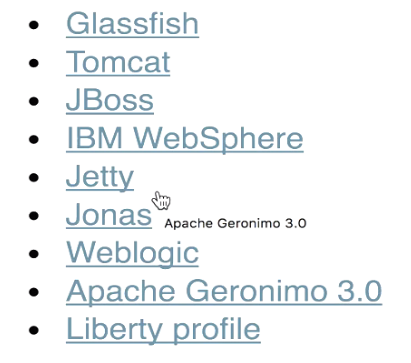 • Glassfish
• Tomcat
• JBoss
• IBM WebSphere
• Jetty
• Jonas
Apache Geronimo 3.0
• Weblogic
• Apache Geronimo 3.0
• Liberty profile